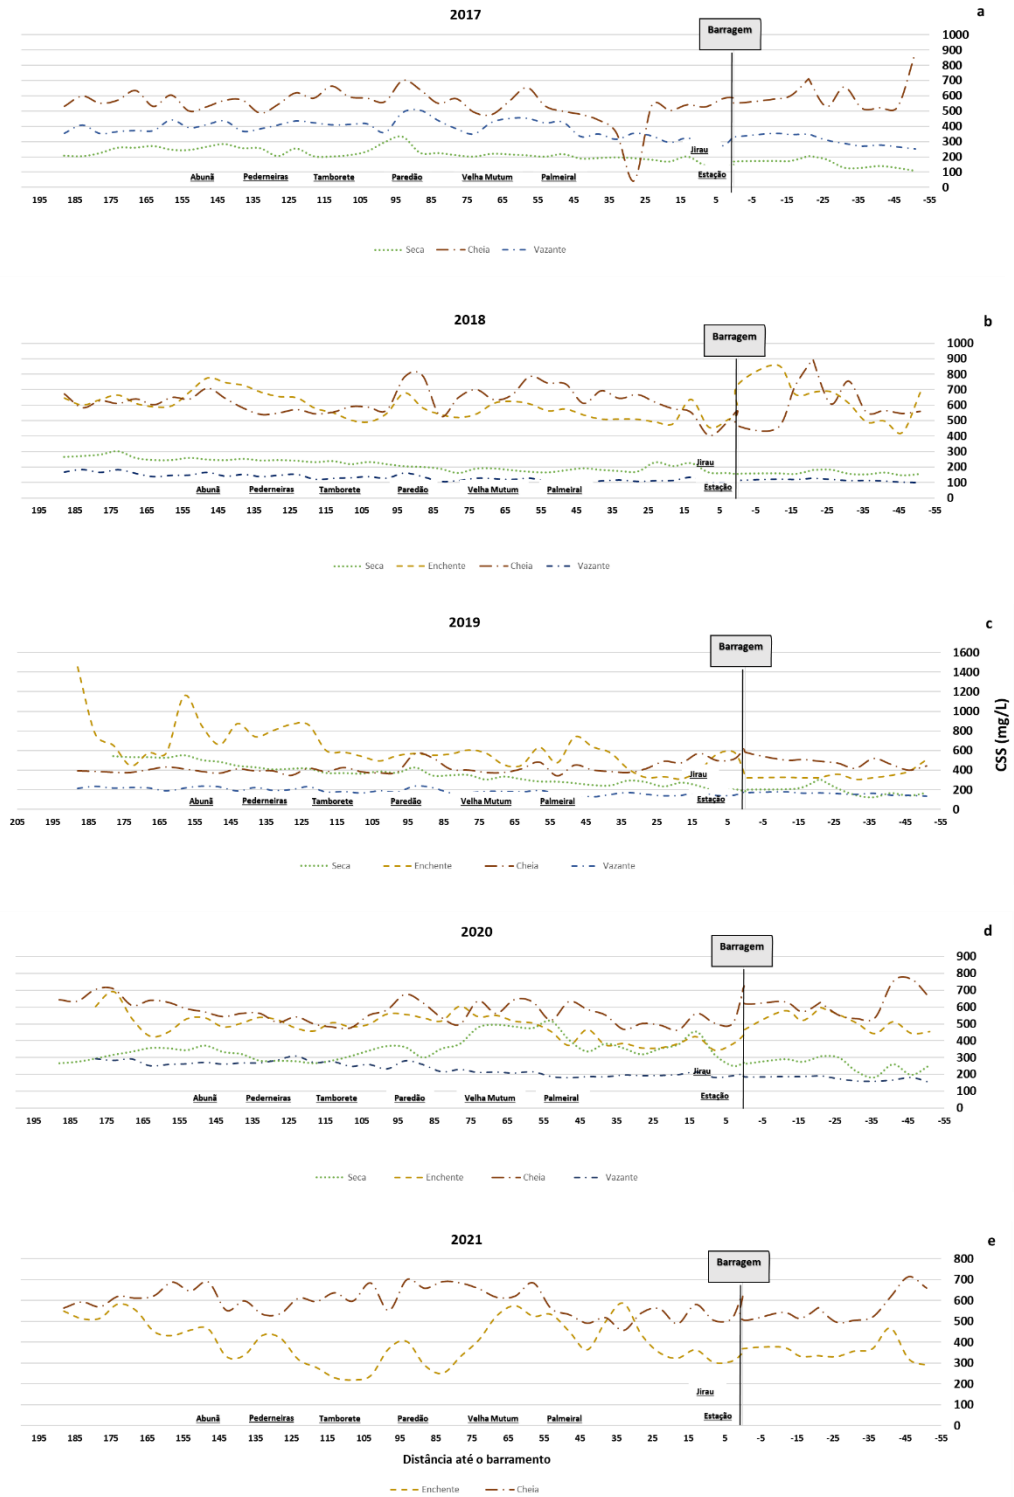 2017
a
Barragem
1000
900
800
700
600
500
400
300
200
100
0
Jirau
Abunã Pederneiras Tamborete Paredão Velha Mutum Palmeiral Estação
195 185 175 165 155 145 135 125 115 105 95 85 75 65 55 45 35 25 15 5 -5 -15 -25 -35 -45 -55
Seca Cheia Vazante
2018
b
Barragem
1000
900
800
700
600
500
400
300
200
100
0
Jirau
Abunã Pederneiras Tamborete Paredão Velha Mutum Palmeiral Estação
195 185 175 165 155 145 135 125 115 105 95 85 75 65 55 45 35 25 15 5 -5 -15 -25 -35 -45 -55
Seca Enchente Cheia Vazante
2019
c
Barragem
1600
1400
1200
1000
800
600
400
200
0
CSS (mg/L)
Jirau
Abunã Pederneiras Tamborete Paredão Velha Mutum Palmeiral Estação
205 195 185 175 165 155 145 135 125 115 105 95 85 75 65 55 45 35 25 15 5 -5 -15 -25 -35 -45 -55
Seca Enchente Cheia Vazante
2020
d
Barragem
900
800
700
600
500
400
300
200
100
0
Jirau
Abunã Pederneiras Tamborete Paredão Velha Mutum Palmeiral Estação
195 185 175 165 155 145 135 125 115 105 95 85 75 65 55 45 35 25 15 5 -5 -15 -25 -35 -45 -55
Seca Enchente Cheia Vazante
2021
e
Barragem
800
700
600
500
400
300
200
100
0
Jirau
Abunã Pederneiras Tamborete Paredão Velha Mutum Palmeiral Estação
195 185 175 165 155 145 135 125 115 105 95 85 75 65 55 45 35 25 15 5 -5 -15 -25 -35 -45 -55
Distância até o barramento
Enchente Cheia